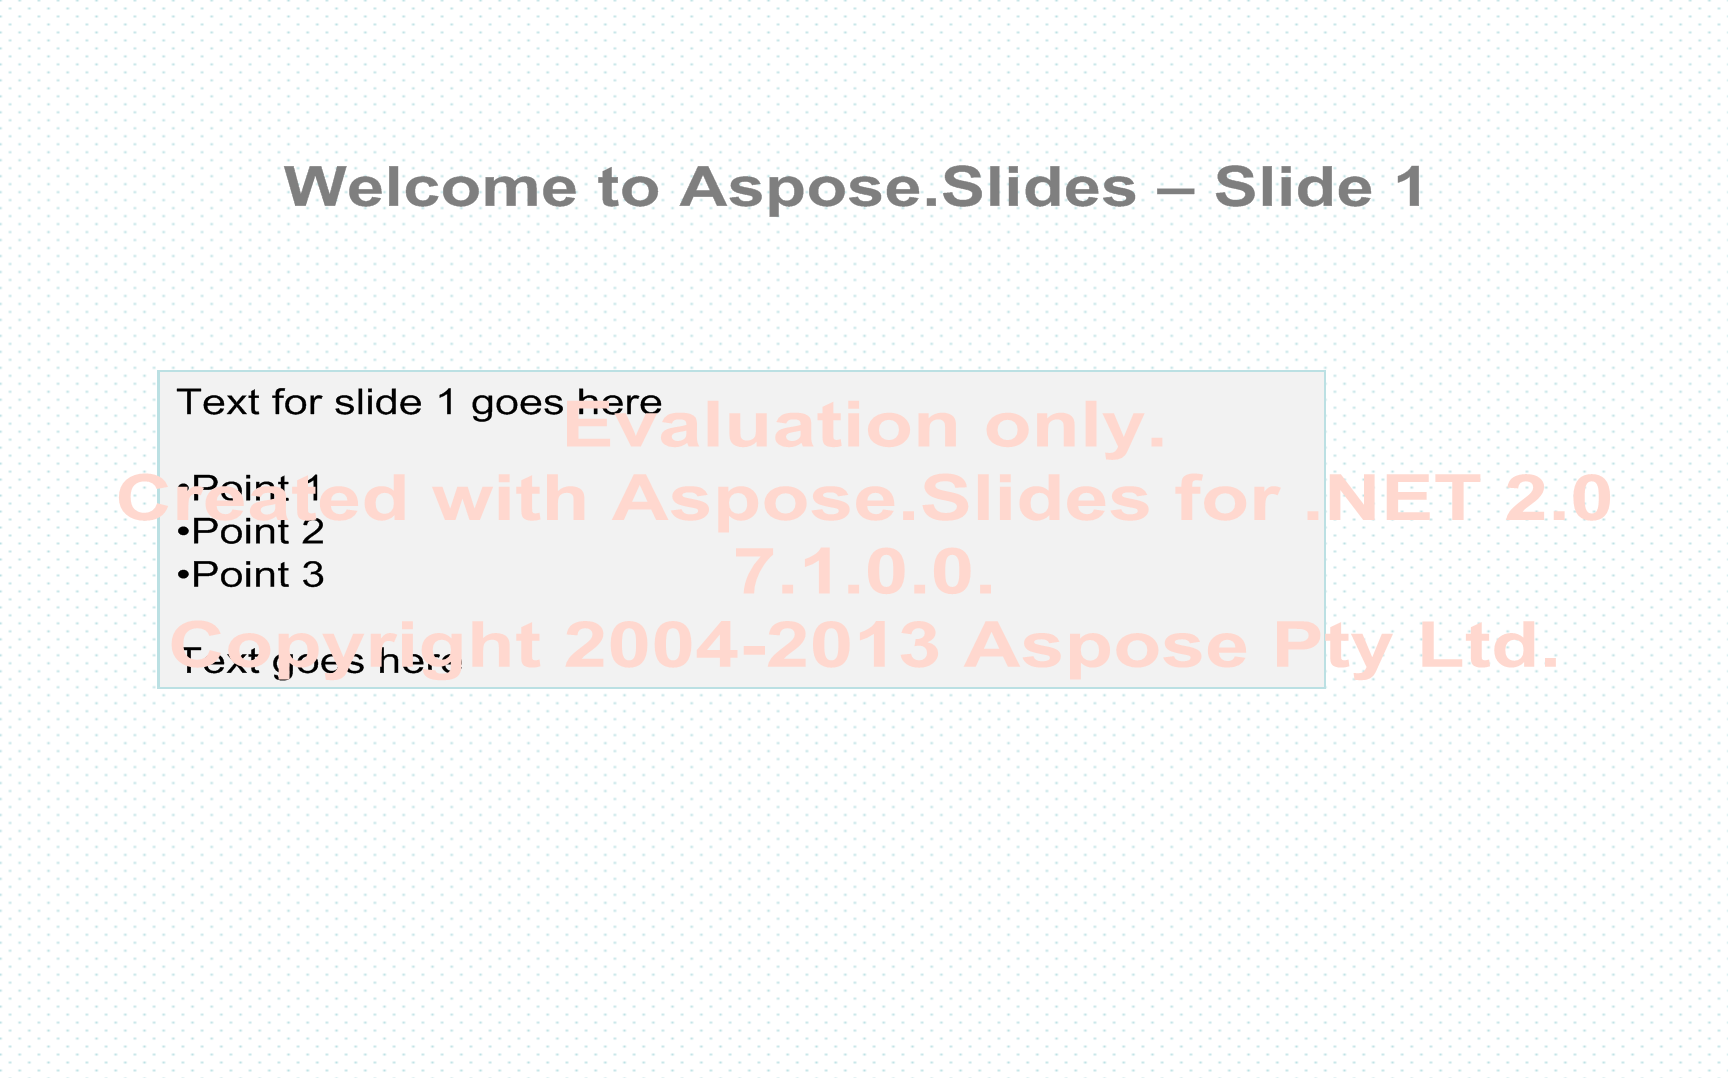 Welcome to Aspose.Slides – Slide 1
Text for slide 1 goes here
•Point 1
•Point 2
•Point 3
Text goes here
Evaluation only.
Created with Aspose.Slides for .NET 2.0
7.1.0.0.
Copyright 2004-2013 Aspose Pty Ltd.